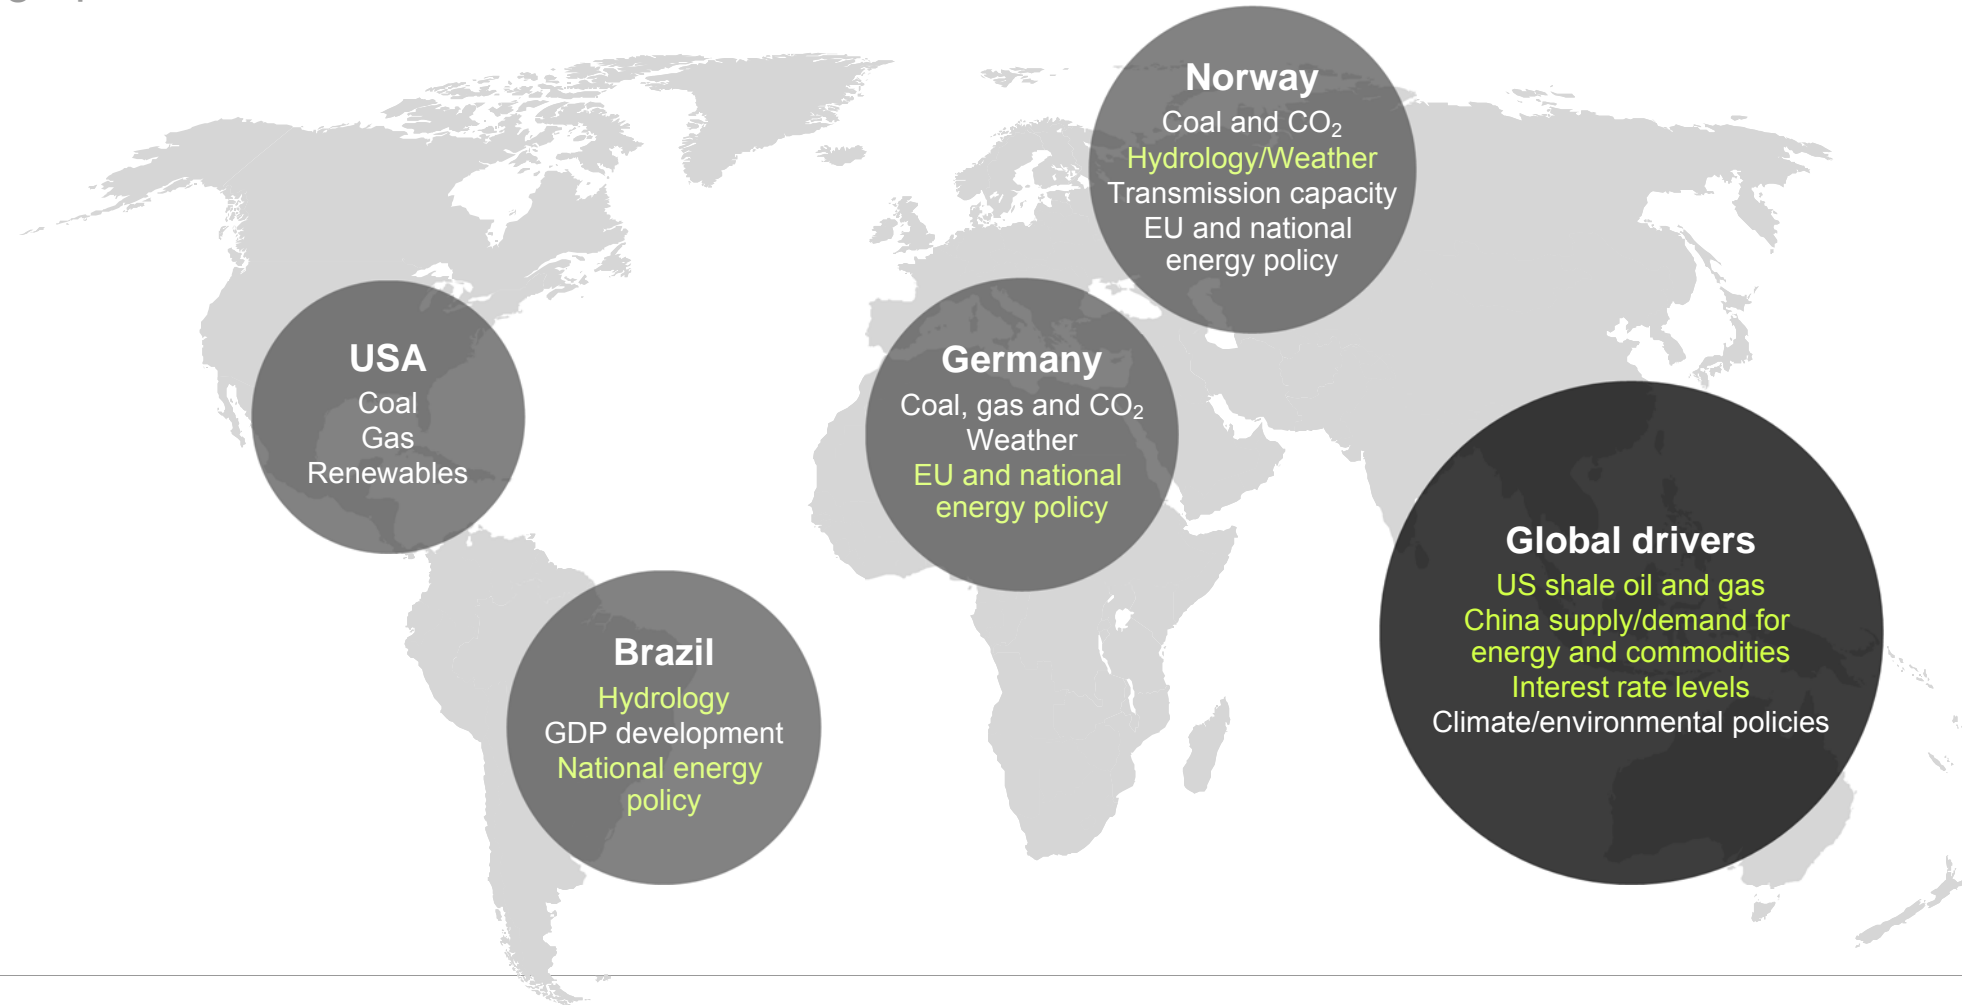 Norway
Coal and CO₂
Hydrology/Weather
Transmission capacity
EU and national
energy policy
USA
Coal
Gas
Renewables
Germany
Coal, gas and CO₂
Weather
EU and national
energy policy
Global drivers
US shale oil and gas
China supply/demand for
energy and commodities
Interest rate levels
Climate/environmental policies
Brazil
Hydrology
GDP development
National energy
policy